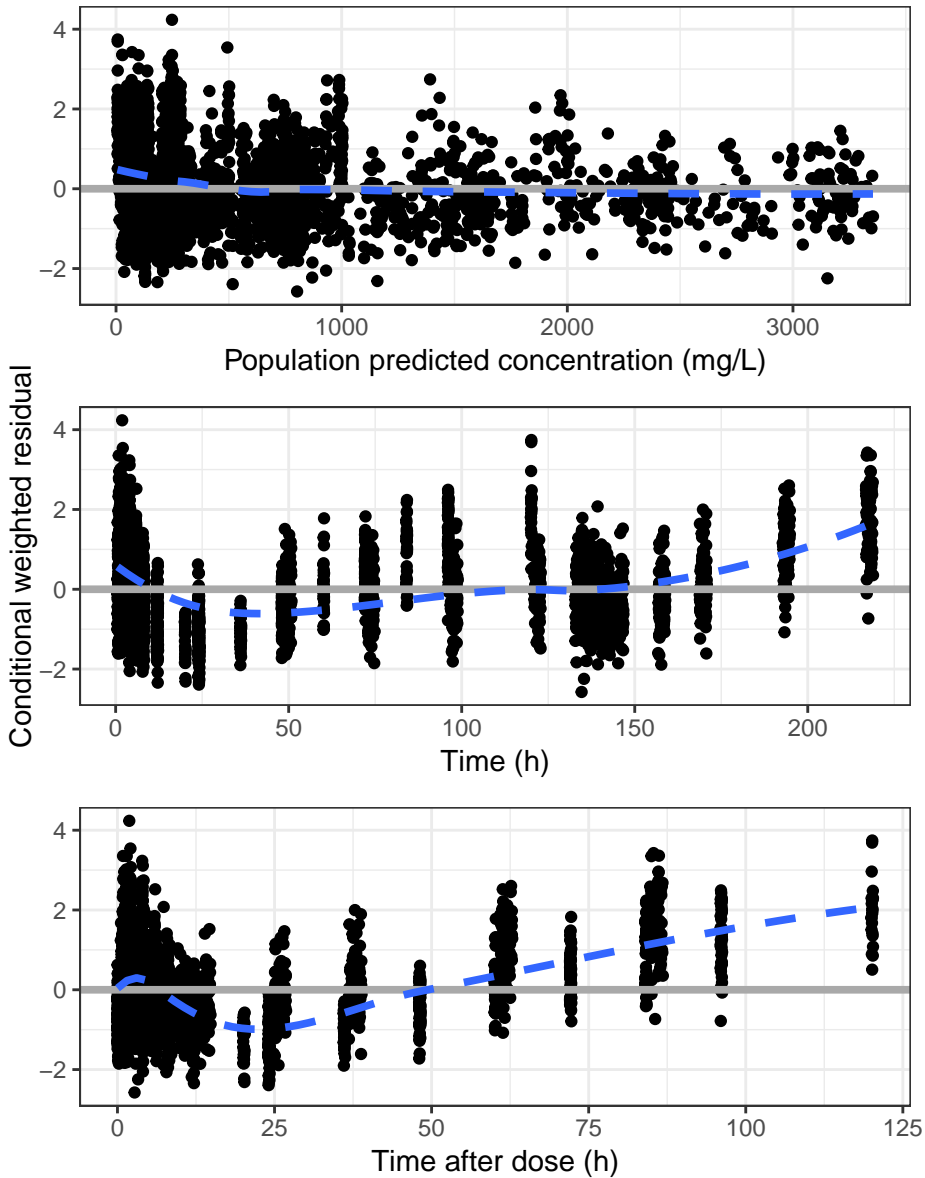 4
2
0
−2
0 1000 2000 3000
Population predicted concentration (mg/L)
Conditional weighted residual
4
2
0
−2
0 50 100 150 200
Time (h)
4
2
0
−2
0 25 50 75 100 125
Time after dose (h)